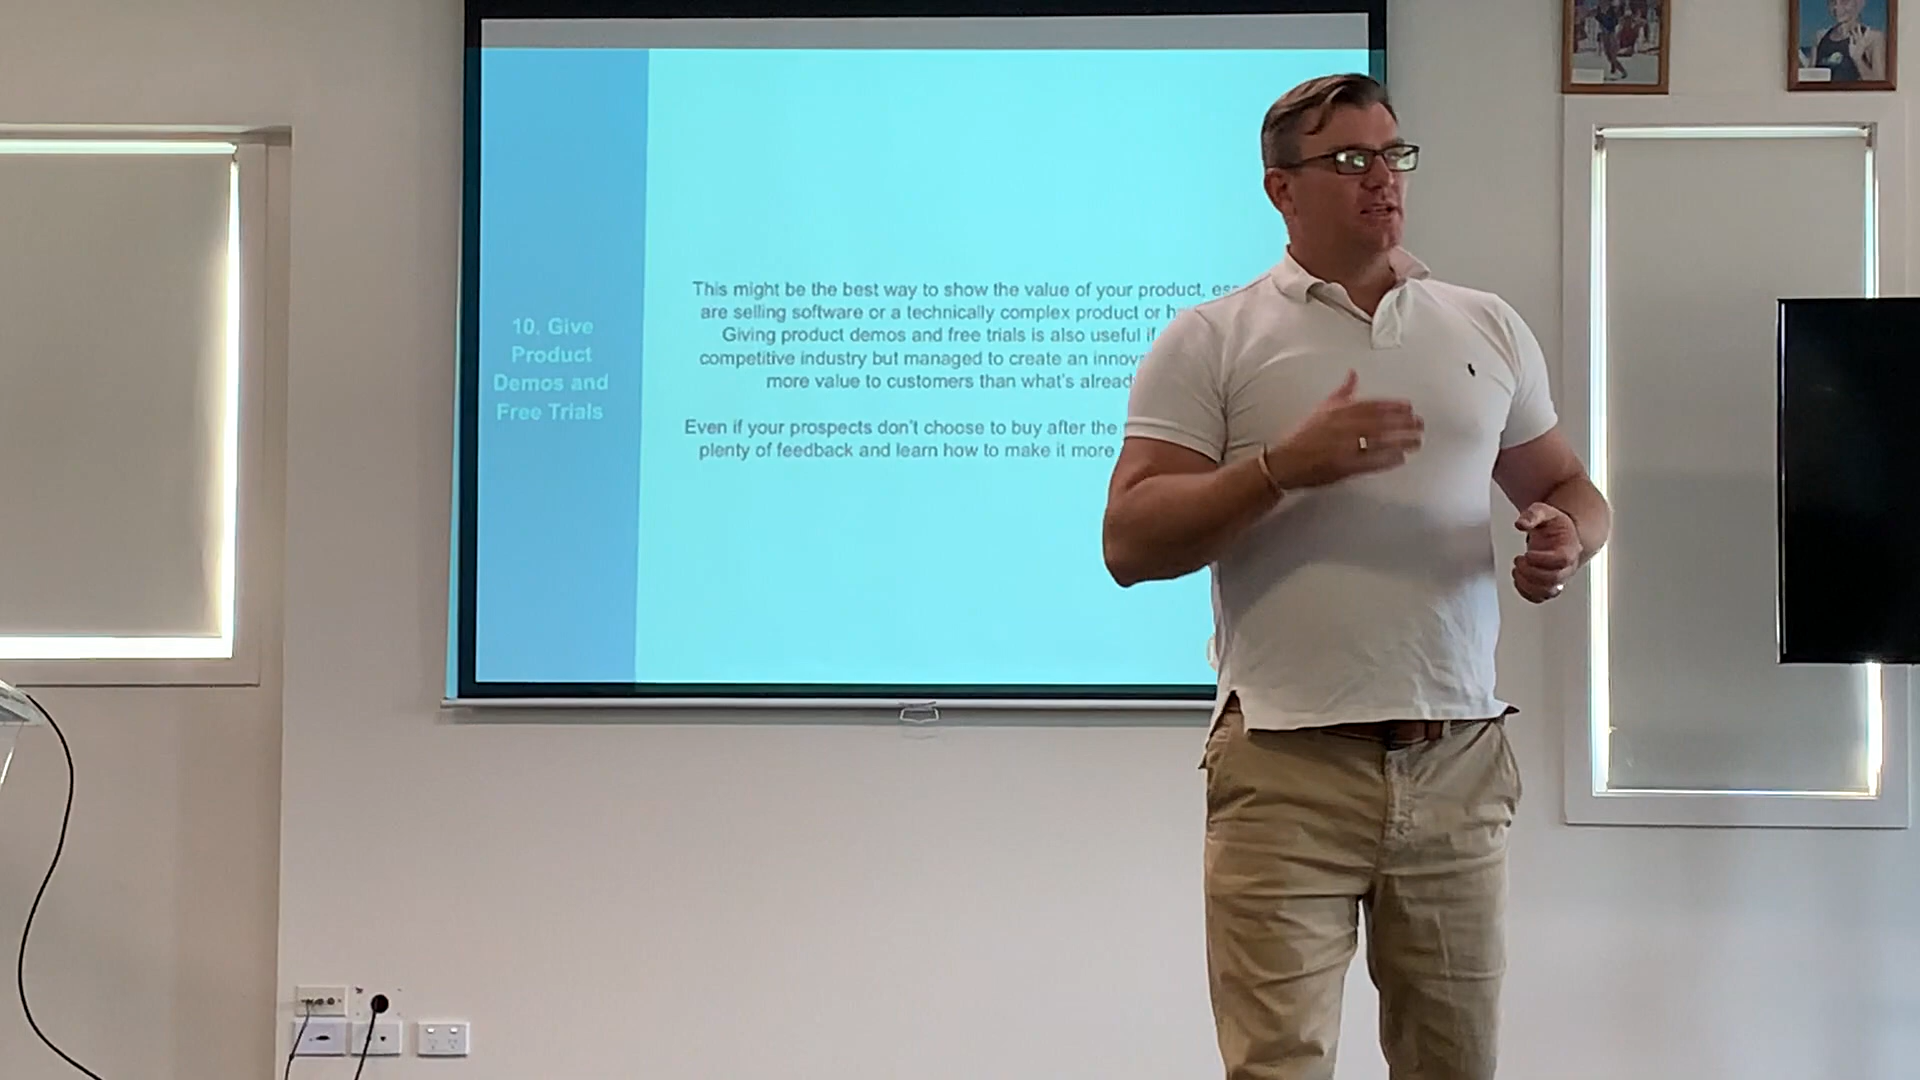 10. Give
Product
Demos and
Free Trials
This might be the best way to show the value of your product,
are selling software or a technically complex product or
Giving product demos and free trials is also useful if
competitive industry but managed to create an
more value to customers than what's
Even if your prospects don't choose to buy after the
plenty of feedback and learn how to make it more